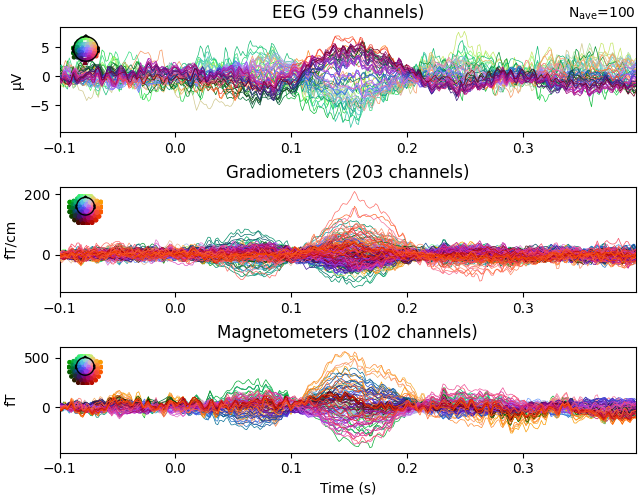 EEG (59 channels)
Nave=100
5
0
−5
µV
−0.1 0.0 0.1 0.2 0.3
Gradiometers (203 channels)
200
0
fT/cm
−0.1 0.0 0.1 0.2 0.3
Magnetometers (102 channels)
500
0
fT
−0.1 0.0 0.1 0.2 0.3
Time (s)